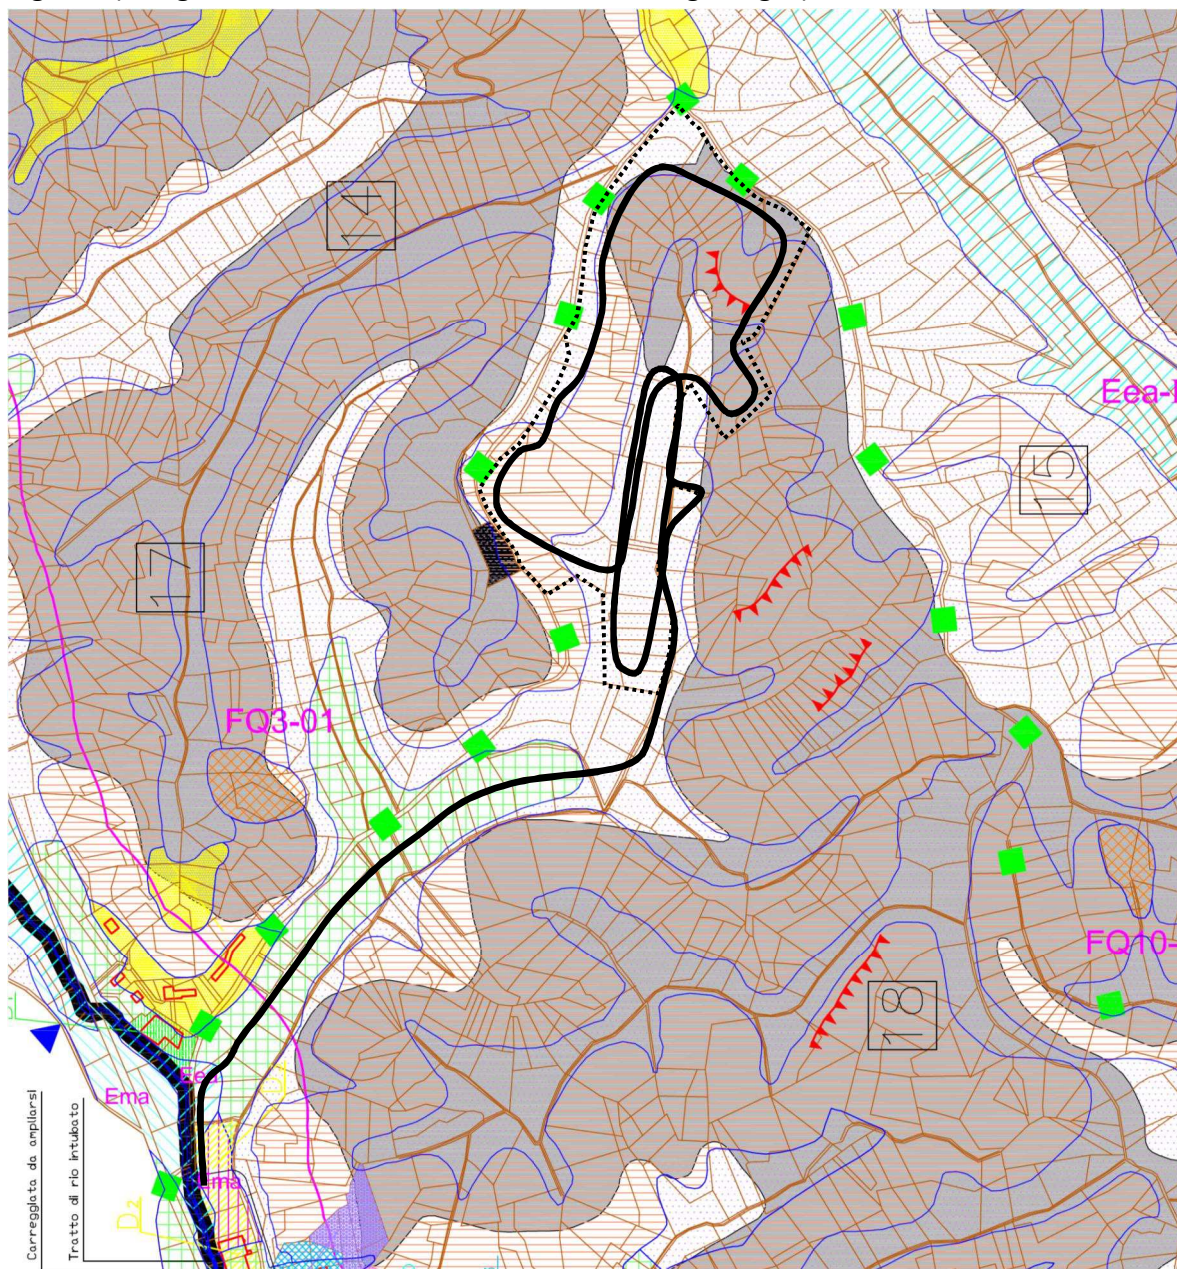 14
Eea-
15
17
FQ3-01
FQ10-
18
Eea
Ema
Ema
D2
Carreggiata da ampliarsi
Tratto di rio intubato